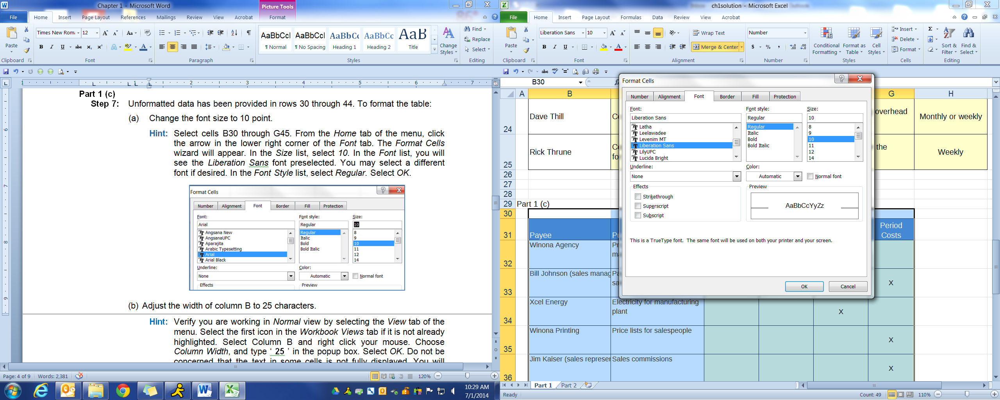 Chapter 1 - Microsoft Word
Picture Tools
File Home Insert Page Layout References Mailings Review View Acrobat Format
Times New Rom 12
Paste
Clipboard Font Paragraph Styles Editing
AaBbCcI AaBbCcI AaBbCc AaBbCc AaB
¶ Normal ¶ No Spacing Heading 1 Heading 2 Title
Change Styles
Find
Replace
Select
1 1 2 3 4 5 6 7
Part 1 (c)
Step 7: Unformatted data has been provided in rows 30 through 44. To format the table:
(a) Change the font size to 10 point.
Hint: Select cells B30 through G45. From the Home tab of the menu, click
the arrow in the lower right corner of the Font tab. The Format Cells
wizard will appear. In the Size list, select 10. In the Font list, you will
see the Liberation Sans font preselected. You may select a different
font if desired. In the Font Style list, select Regular. Select OK.
Format Cells
Number Alignment Font Border Fill Protection
Font: Font style: Size:
Arial Regular 10
Angsana New Regular 8
AngsanaUPC Italic 9
Aparajita Bold 10
Arabic Typesetting Bold Italic 11
Arial 12
Arial Black 14
Underline: Color:
None Automatic Normal font
Effects Preview
(b) Adjust the width of column B to 25 characters.
Hint: Verify you are working in Normal view by selecting the View tab of the
menu. Select the first icon in the Workbook Views tab if it is not already
highlighted. Select Column B and right click your mouse. Choose
Column Width, and type ‘ 25 ’ in the popup box. Select OK. Do not be
concerned that the text in some cells is not fully displayed. You will
Page: 4 of 9 Words: 2,381 120%
10:29 AM
7/1/2014
ch1solution - Microsoft Excel
File Home Insert Page Layout Formulas Data Review View Acrobat
Liberation Sans 10
Paste
Wrap Text
Merge & Center
Number
$ % ,
Conditional Formatting
Format as Table
Cell Styles
Insert
Delete
Format
Sort & Filter
Find & Select
Clipboard Font Alignment Number Styles Cells Editing
B30
A B G H
Format Cells
Number Alignment Font Border Fill Protection
Font: Font style: Size:
Liberation Sans Regular 10
Latha Regular 8
Leelawadee Italic 9
Levenim MT Bold 10
Liberation Sans Bold Italic 11
LilyUPC 12
Lucida Bright 14
Underline: Color:
None Automatic Normal font
Effects Preview
Strikethrough
Superscript AaBbCcYyZz
Subscript
This is a TrueType font. The same font will be used on both your printer and your screen.
OK Cancel
24 Dave Thill Co overhead Monthly or weekly
25 Rick Thrune Co fo the Weekly
26
27
28
29 Part 1 (c)
30
31 Payee Pu Period Costs
32 Winona Agency Pr ma
33 Bill Johnson (sales manag Pa sa X
34 Xcel Energy Electricity for manufacturing plant X
35 Winona Printing Price lists for salespeople X
36 Jim Kaiser (sales represer Sales commissions X
Part 1 Part 2
Ready Count: 49 110%